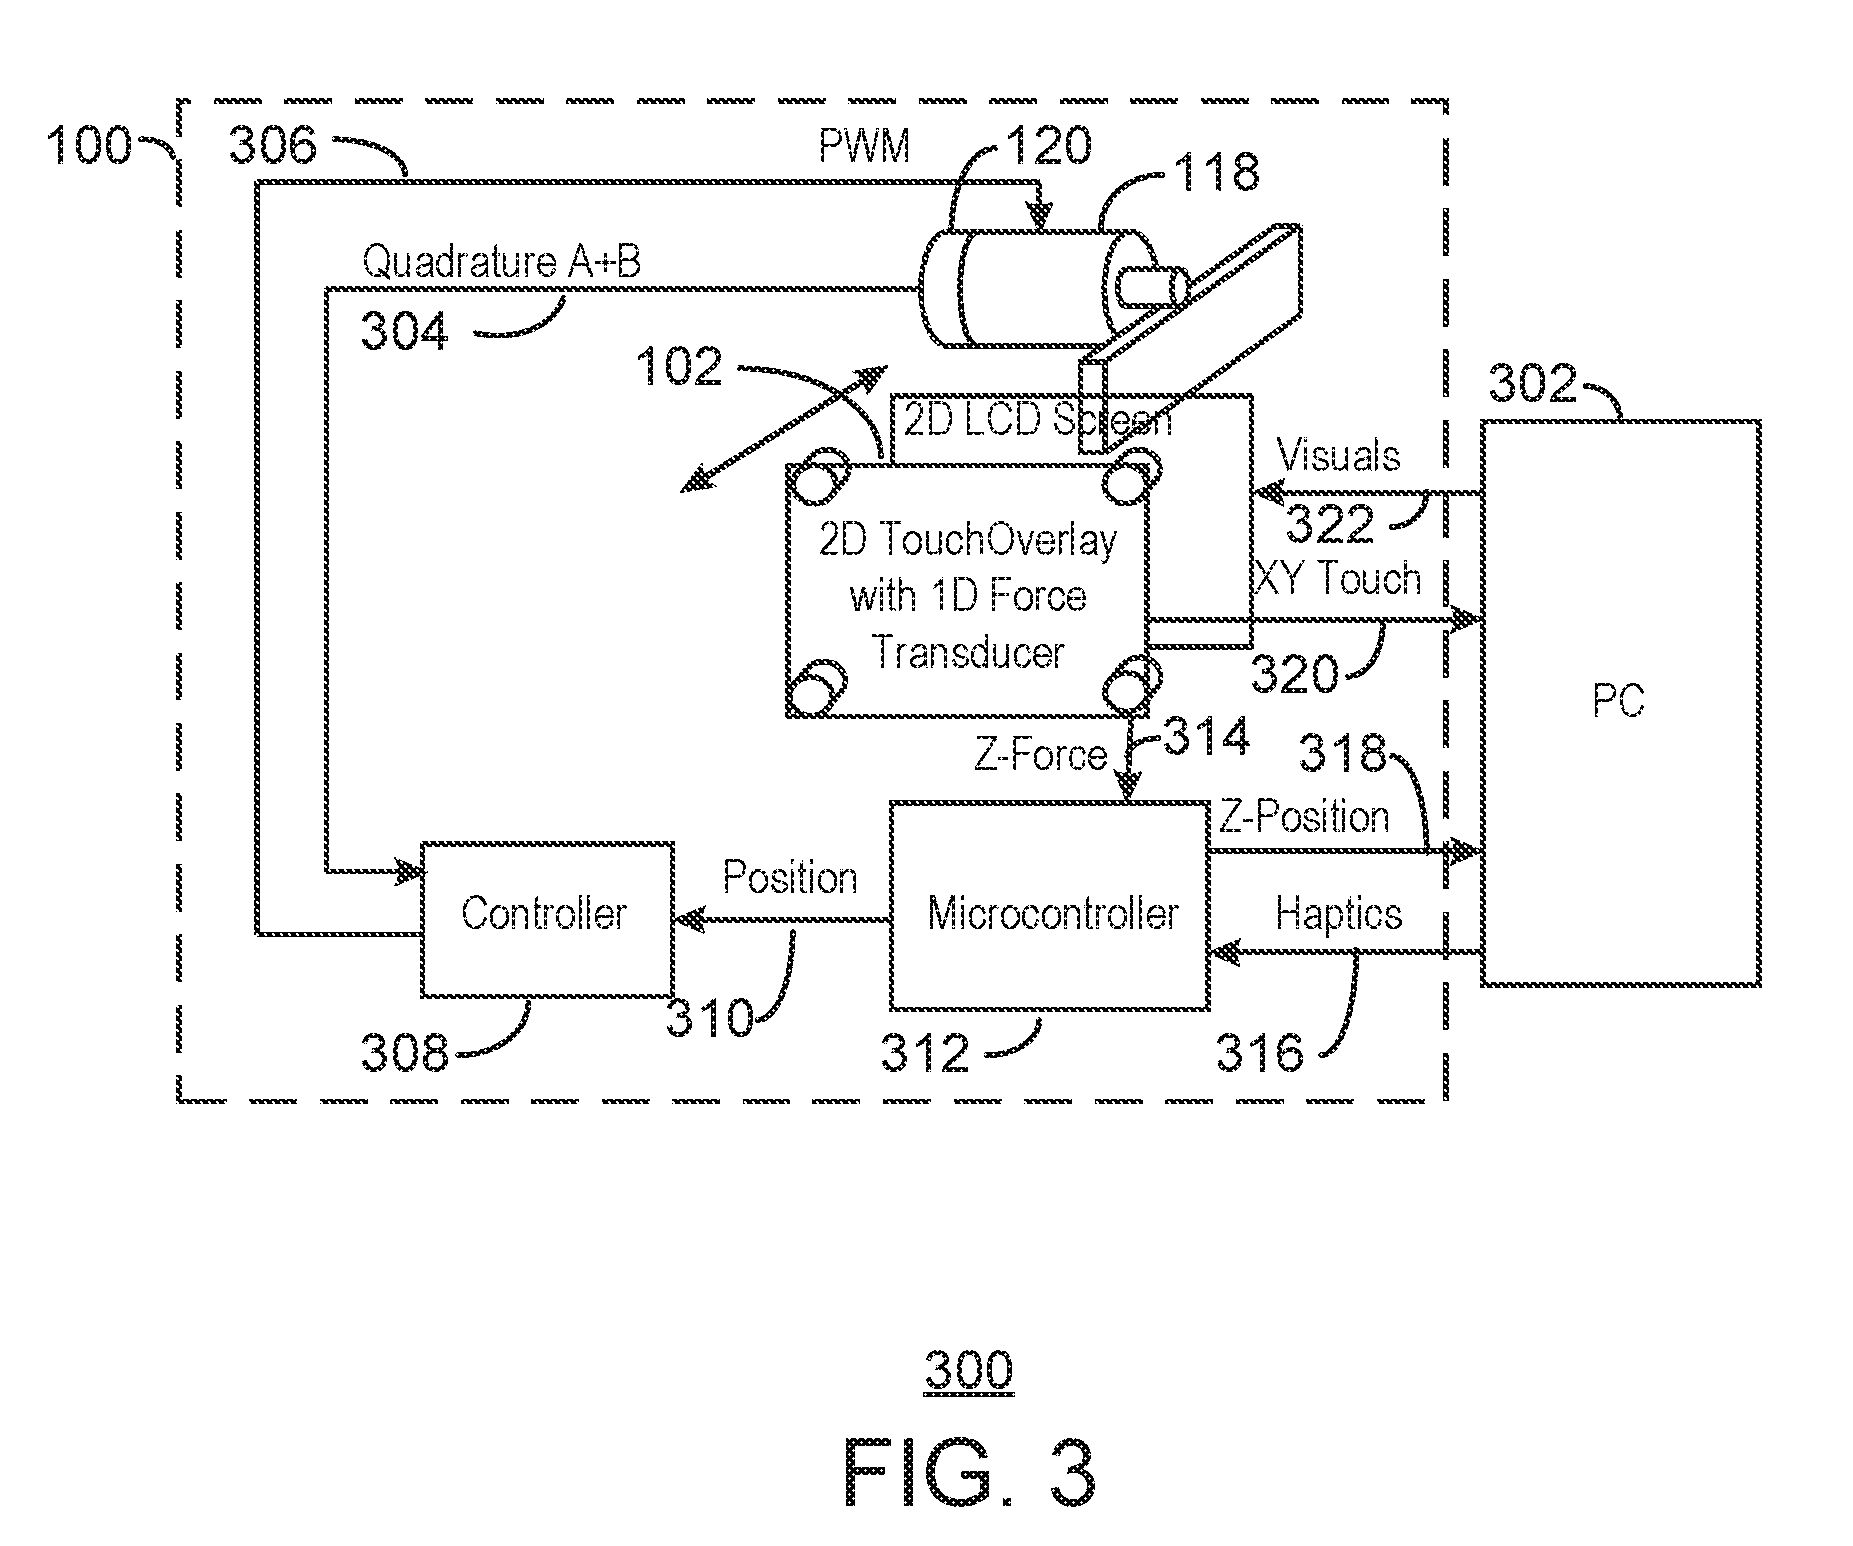 100
306
PWM
120
118
Quadrature A+B
304
102
302
2D LCD Screen
Visuals
322
2D TouchOverlay
with 1D Force
Transducer
XY Touch
320
PC
Z-Force
314
318
Z-Position
Position
Controller
Microcontroller
Haptics
310
308
312
316
300
FIG. 3